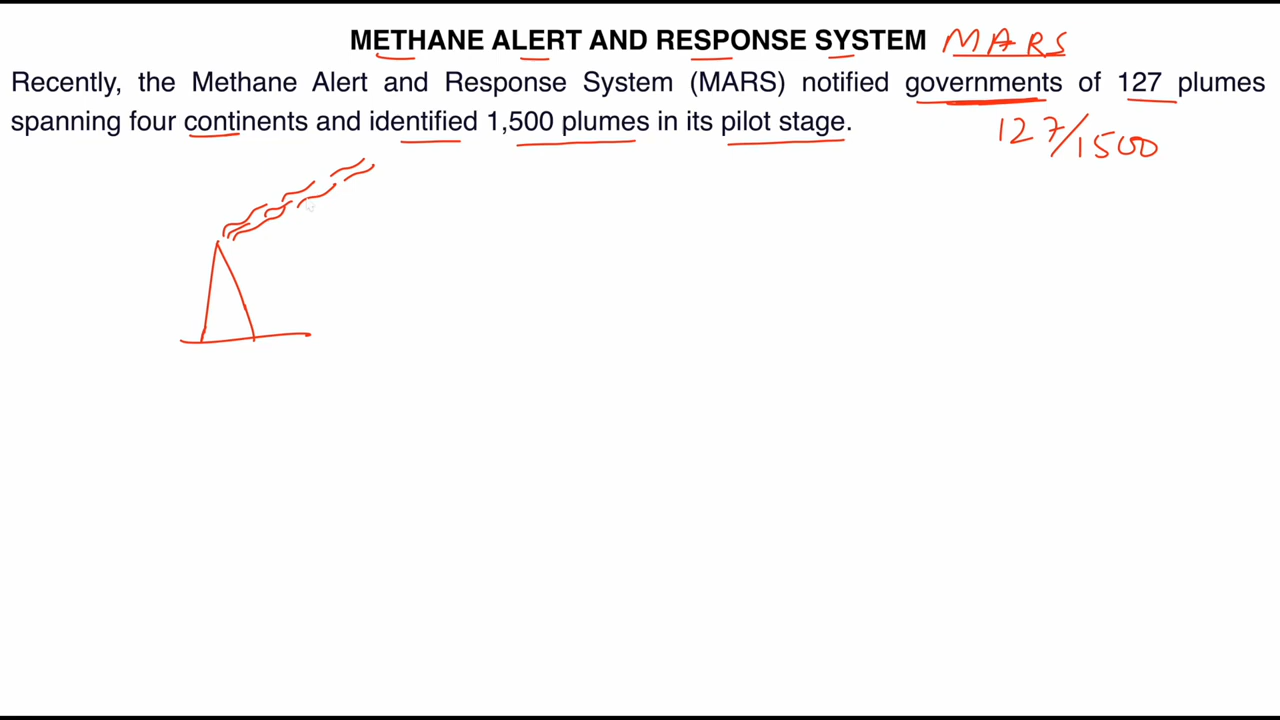 METHANE ALERT AND RESPONSE SYSTEM MARS
Recently, the Methane Alert and Response System (MARS) notified governments of 127 plumes
spanning four continents and identified 1,500 plumes in its pilot stage.
127/1500